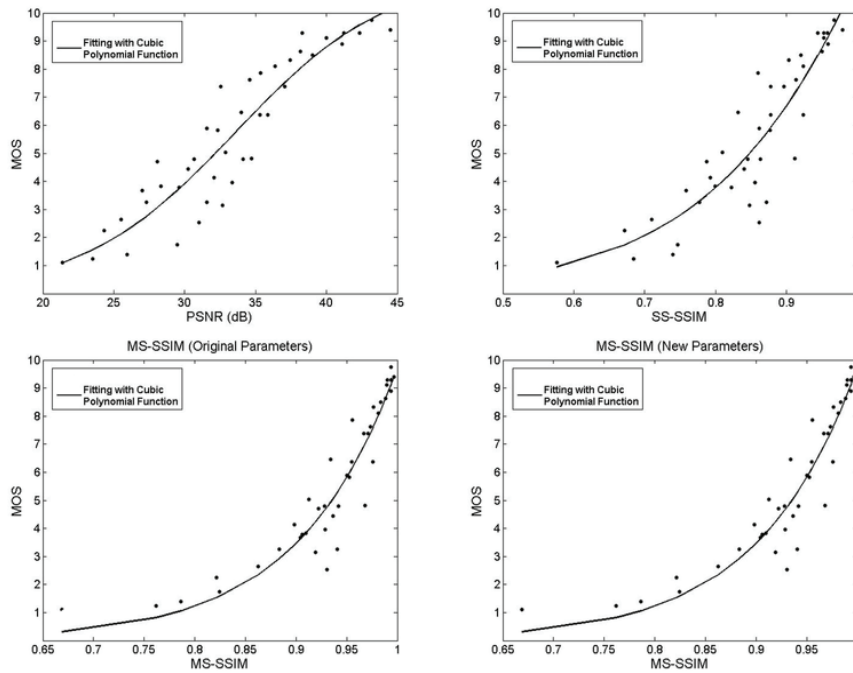 10
9
8
7
6
5
4
3
2
1
MOS
Fitting with Cubic
Polynomial Function
20 25 30 35 40 45
PSNR (dB)
10
9
8
7
6
5
4
3
2
1
MOS
Fitting with Cubic
Polynomial Function
0.5 0.6 0.7 0.8 0.9
SS-SSIM
MS-SSIM (Original Parameters)
10
9
8
7
6
5
4
3
2
1
MOS
Fitting with Cubic
Polynomial Function
0.65 0.7 0.75 0.8 0.85 0.9 0.95 1
MS-SSIM
MS-SSIM (New Parameters)
10
9
8
7
6
5
4
3
2
1
MOS
Fitting with Cubic
Polynomial Function
0.65 0.7 0.75 0.8 0.85 0.9 0.95
MS-SSIM